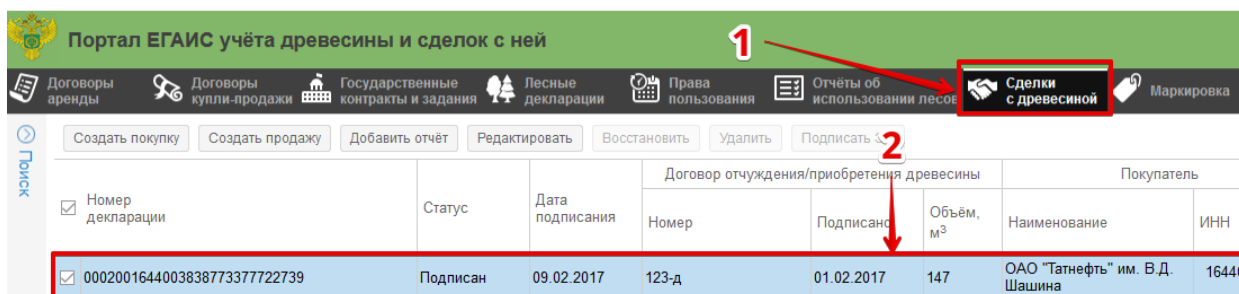 Портал ЕГАИС учёта древесины и сделок с ней
1
Договоры
аренды
Договоры
купли-продажи
Государственные
контракты и задания
Лесные
декларации
Права
пользования
Отчёты об
использовании лесов
Сделки
с древесиной
Маркировка
Поиск
Создать покупку
Создать продажу
Добавить отчёт
Редактировать
Восстановить
Удалить
Подписать
2
Договор отчуждения/приобретения древесины
Покупатель
Номер
декларации
Статус
Дата
подписания
Номер
Подписано
Объём,
м3
Наименование
ИНН
0002001644003838773377722739
Подписан
09.02.2017
123-д
01.02.2017
147
ОАО "Татнефть" им. В.Д.
Шашина